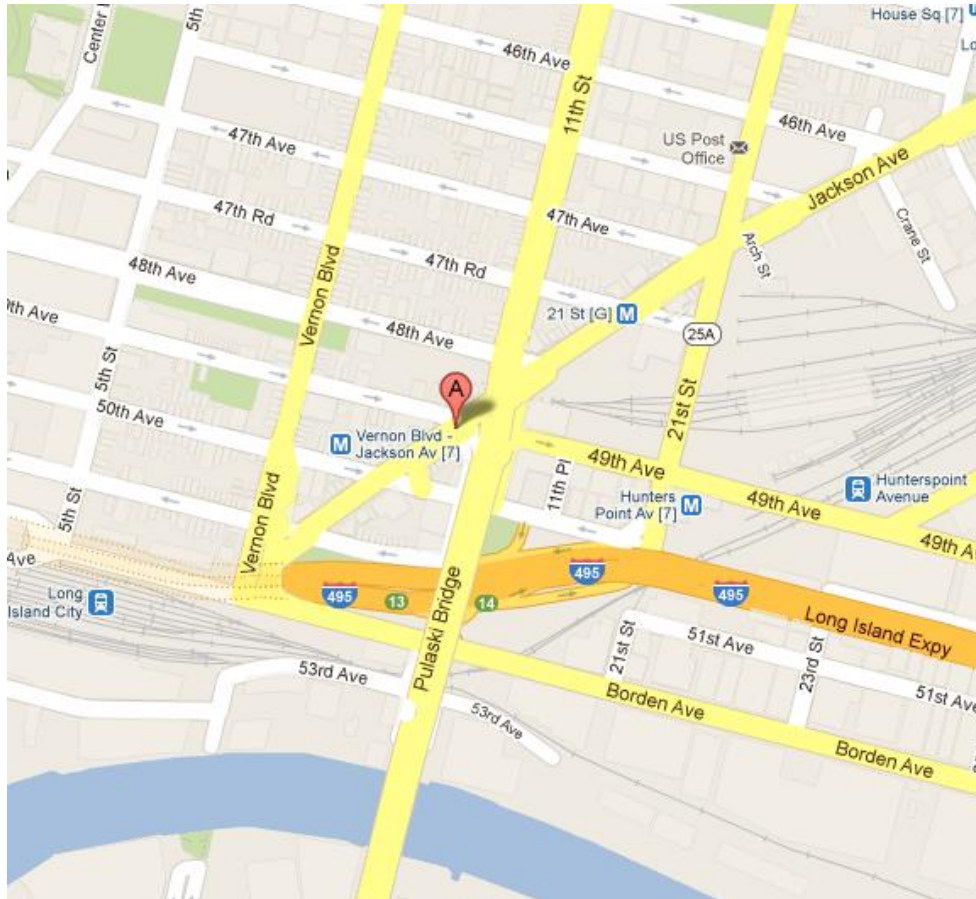 House Sq [7]
Center
5th
46th Ave
11th St
46th Ave
US Post
Office
47th Ave
Jackson Ave
47th Rd
47th Ave
Crane St
Arch St
Vernon Blvd
47th Rd
48th Ave
21 St [G] M
48th Ave
25A
5th St
A
21st St
50th Ave
M Vernon Blvd -
Jackson Av [7]
49th Ave
11th Pl
Hunters
Point Av [7] M
49th Ave
Hunterspoint
Avenue
5th St
Vernon Blvd
49th A
Ave
495
495
495
Long
Island City
13
14
Long Island Expy
Pulaski Bridge
21st St
51st Ave
23rd St
53rd Ave
51st Ave
Borden Ave
53rd Ave
Borden Ave